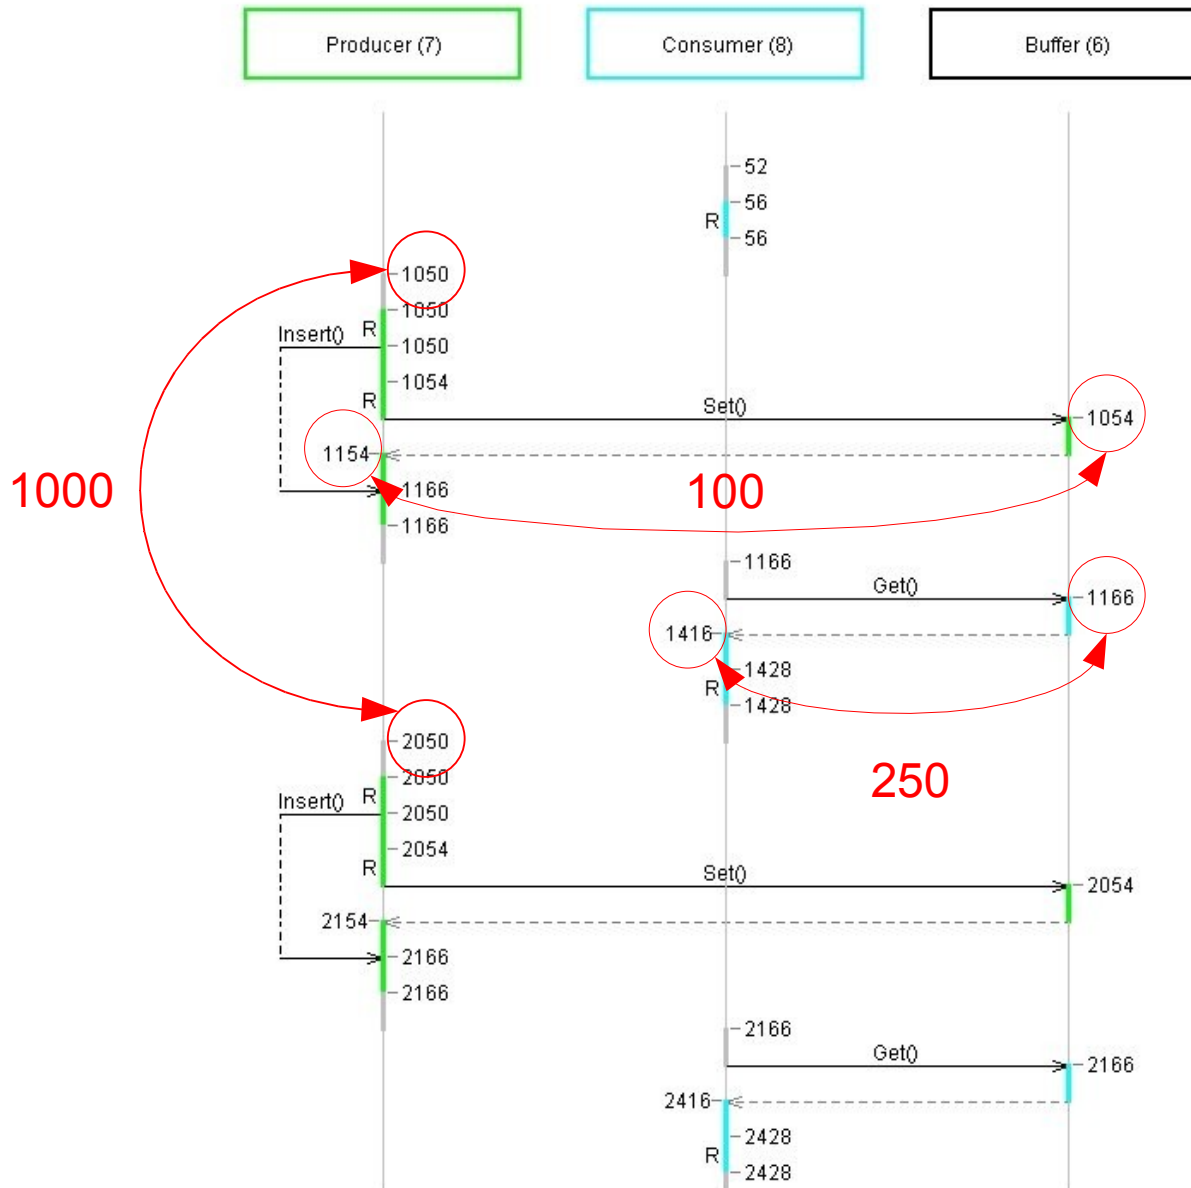 Producer (7) Consumer (8) Buffer (6)
52
56
R
56
1050
1050
R
Insert()
1050
1054
R
Set()
1054
1154
1000
1166
100
1166
1166
Get()
1166
1416
1428
R
1428
2050
2050
250
R
Insert()
2050
2054
R
Set()
2054
2154
2166
2166
2166
Get()
2166
2416
2428
R
2428